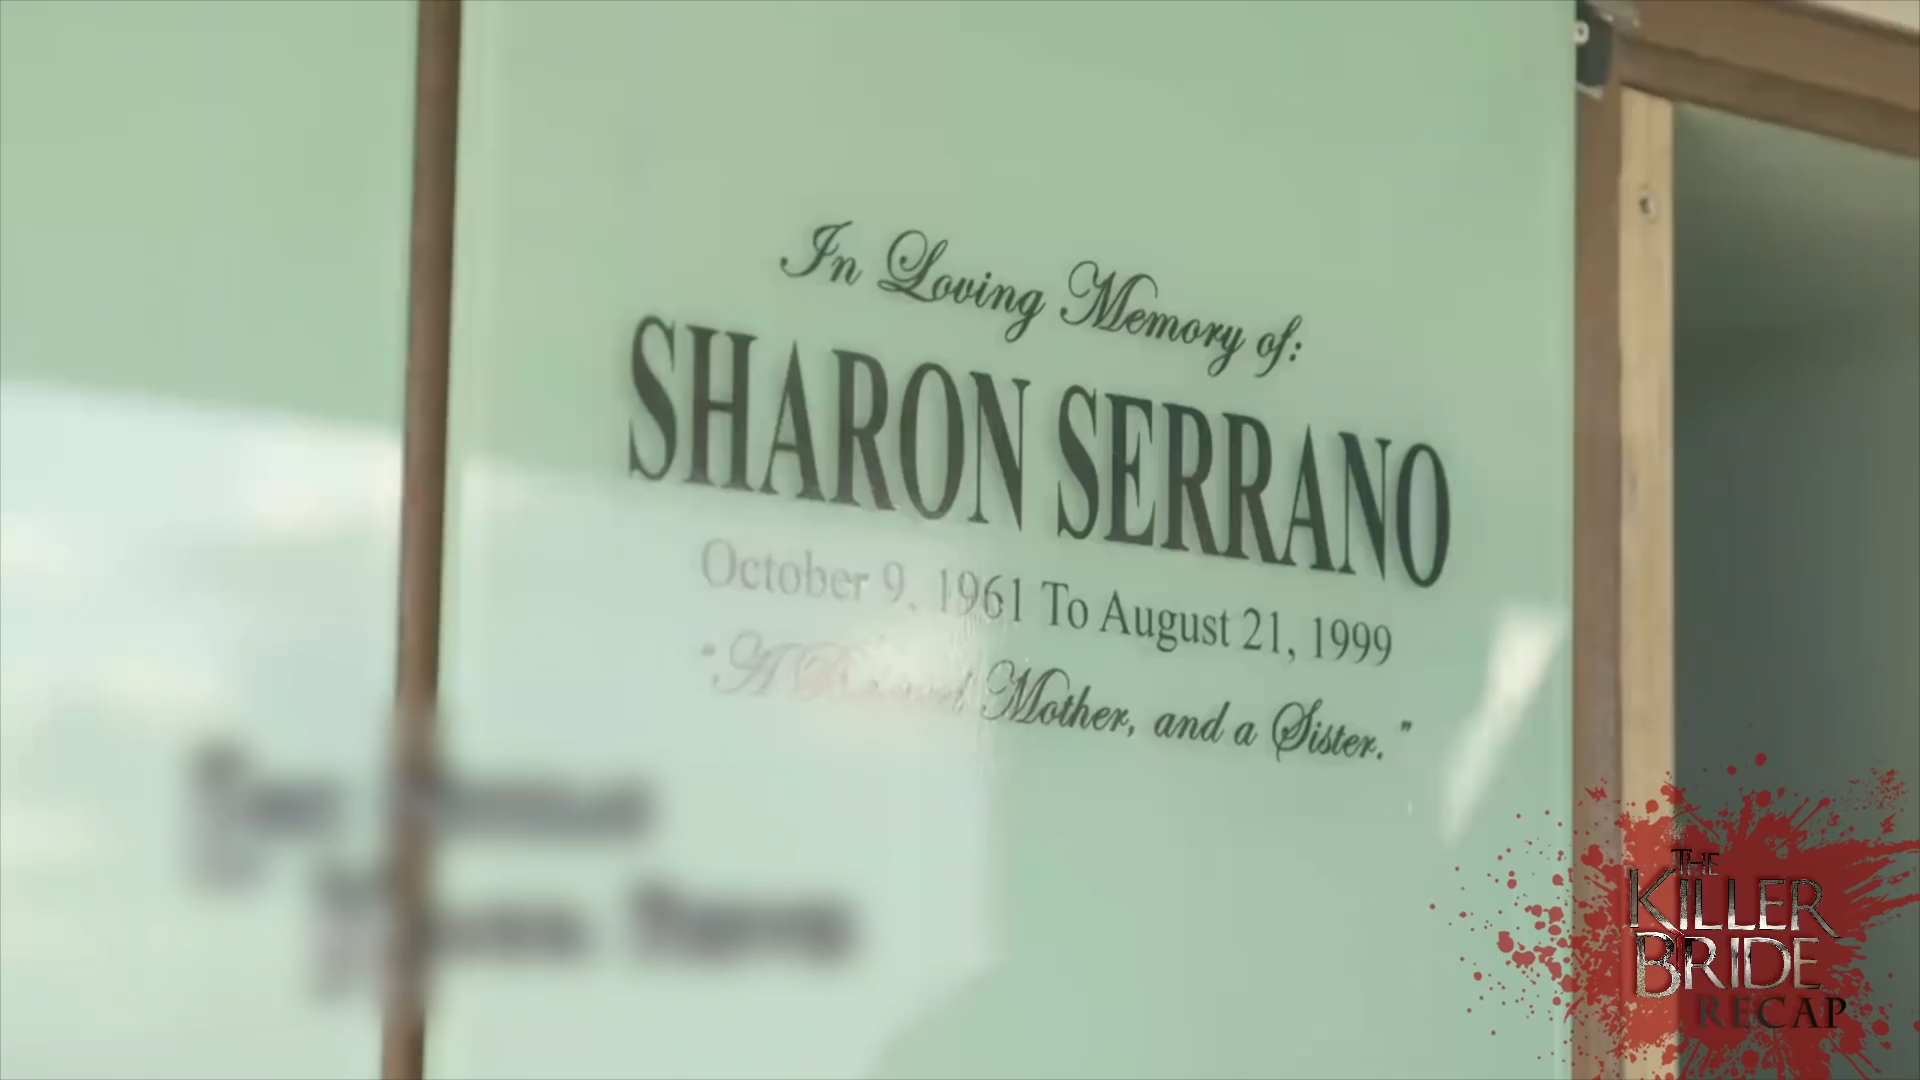 In Loving Memory of:
SHARON SERRANO
October 9, 1961 To August 21, 1999
"A Mother, and a Sister."
THE
KILLER
BRIDE
RECAP